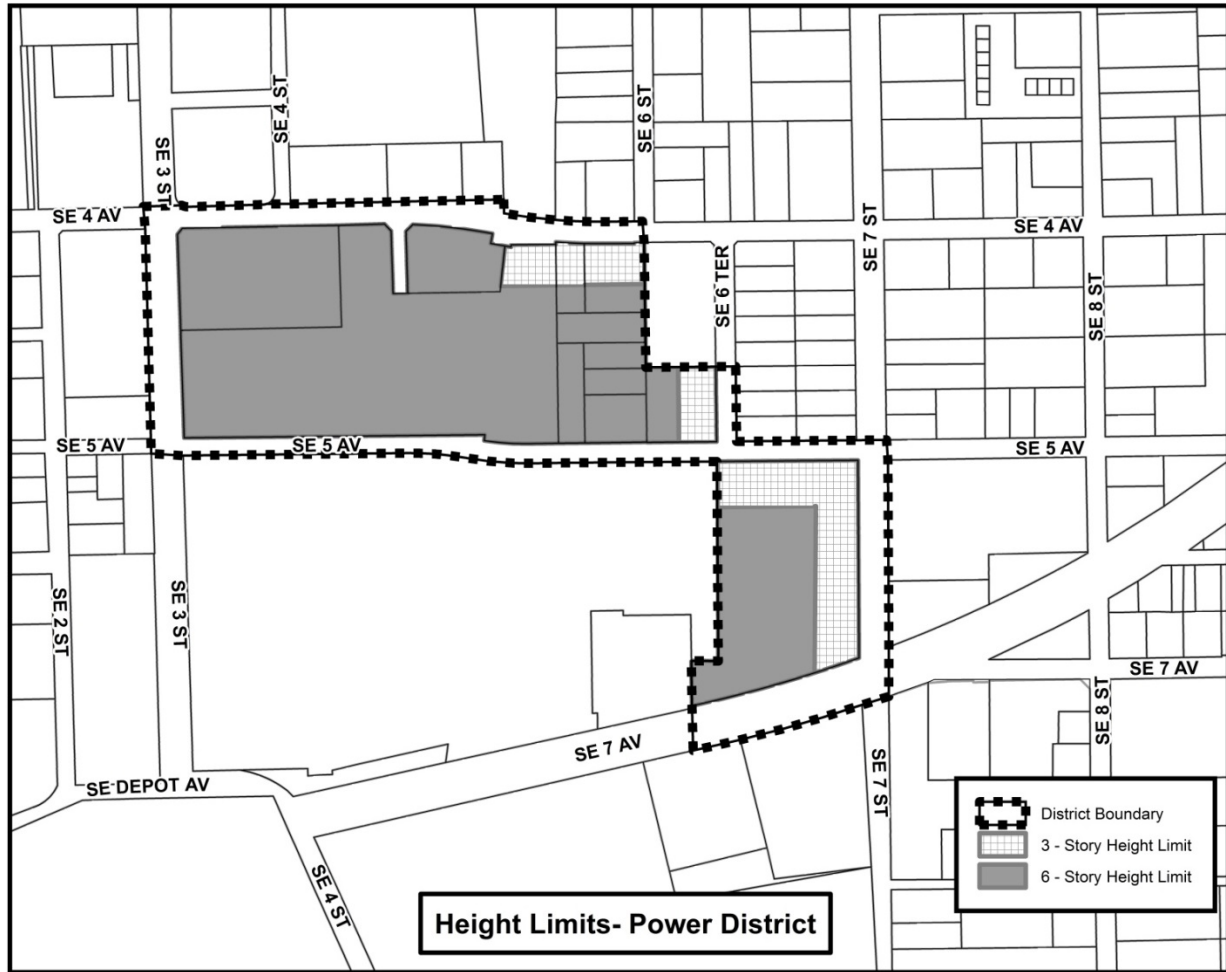 SE 3 ST
SE 4 ST
SE 6 ST
SE 4 AV
SE 4 AV
SE 7 ST
SE 6 TER
SE 8 ST
SE 5 AV
SE 5 AV
SE 5 AV
SE 2 ST
SE 3 ST
SE 7 AV
SE 7 AV
SE 8 ST
SE DEPOT AV
SE 7 ST
SE 4 ST
District Boundary
3 - Story Height Limit
6 - Story Height Limit
Height Limits- Power District